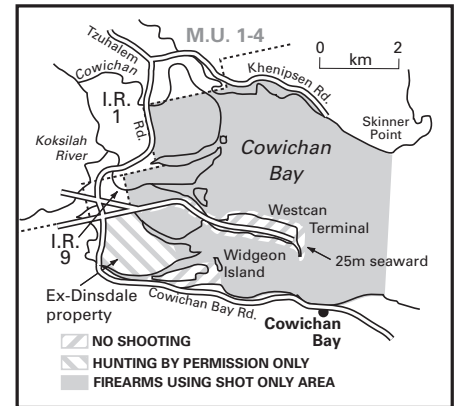 M.U. 1-4
Tzuhalem
Rd.
Cowichan
Khenipsen Rd.
0 2
km
I.R.
1
Koksilah
River
Skinner
Point
Cowichan
Bay
Westcan
Terminal
I.R.
9
25m seaward
Widgeon
Island
Ex-Dinsdale
property
Cowichan Bay Rd.
Cowichan
Bay
NO SHOOTING
HUNTING BY PERMISSION ONLY
FIREARMS USING SHOT ONLY AREA